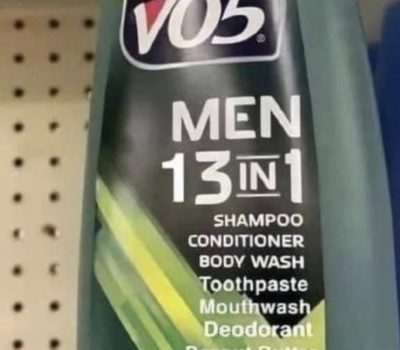 VO5
MEN
13 IN 1
SHAMPOO
CONDITIONER
BODY WASH
Toothpaste
Mouthwash
Deodorant